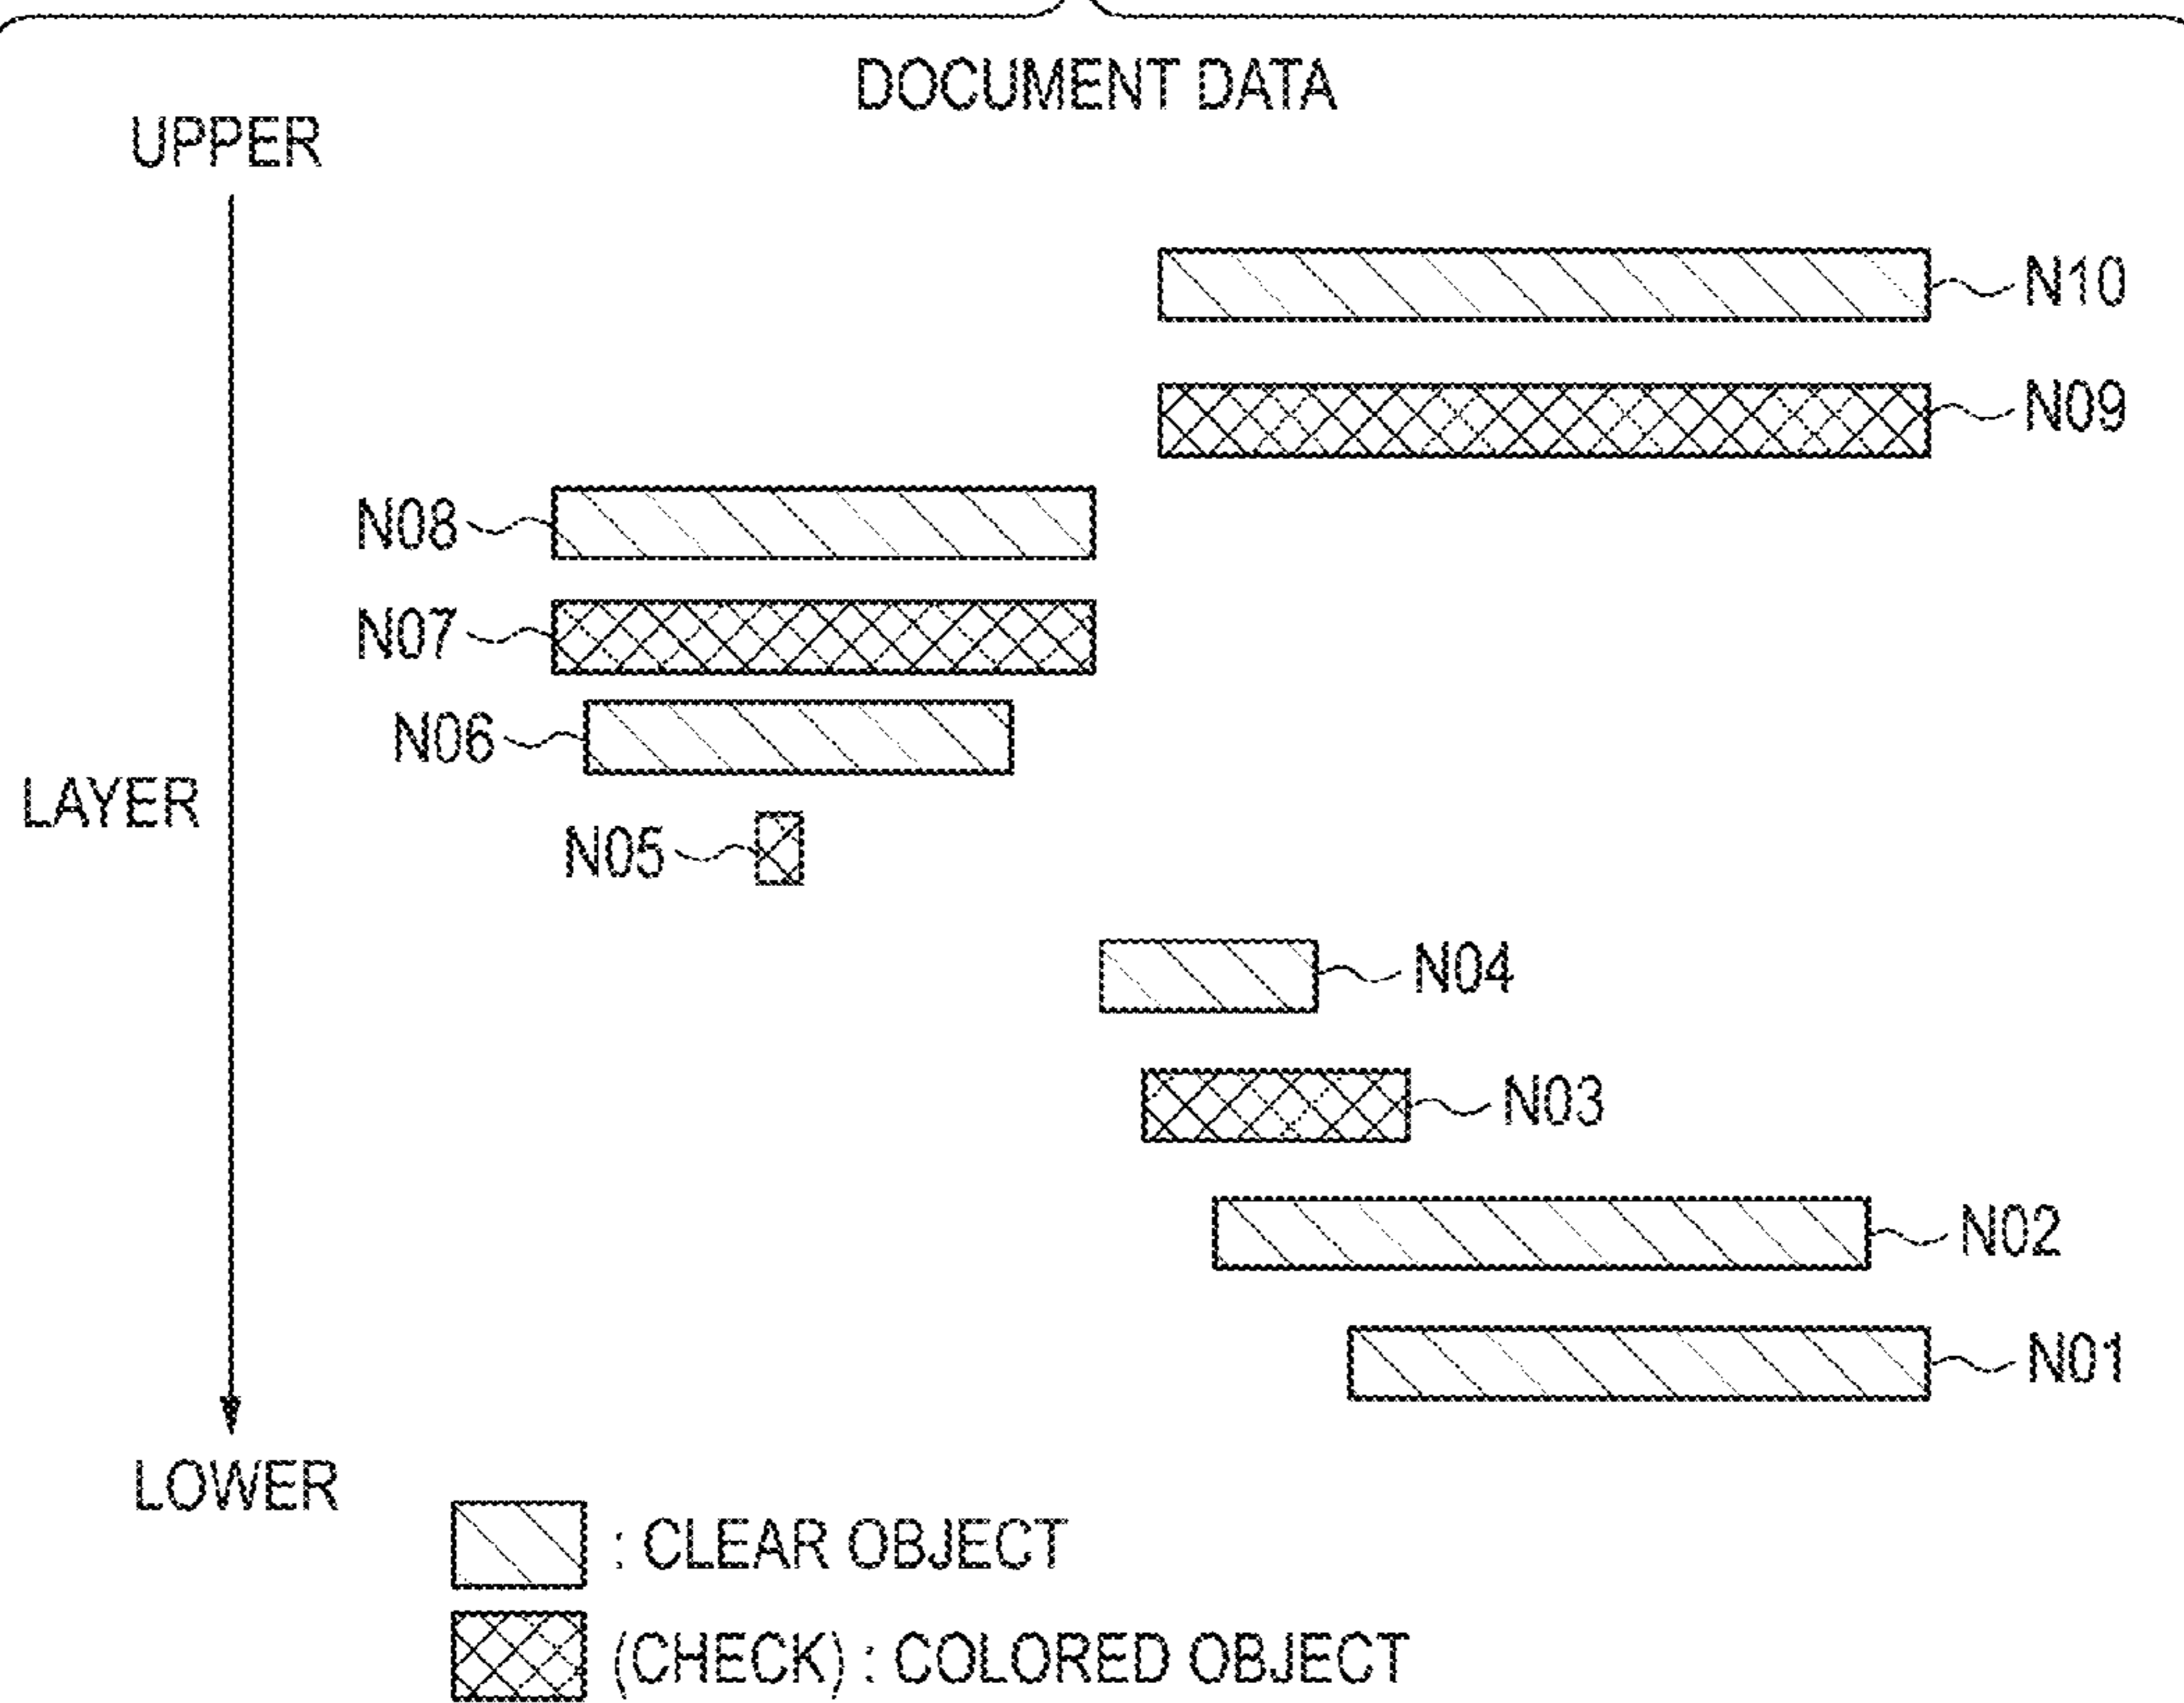 DOCUMENT DATA
UPPER
N10
N09
N08
N07
N06
LAYER
N05
N04
N03
N02
N01
LOWER
: CLEAR OBJECT
(CHECK) : COLORED OBJECT